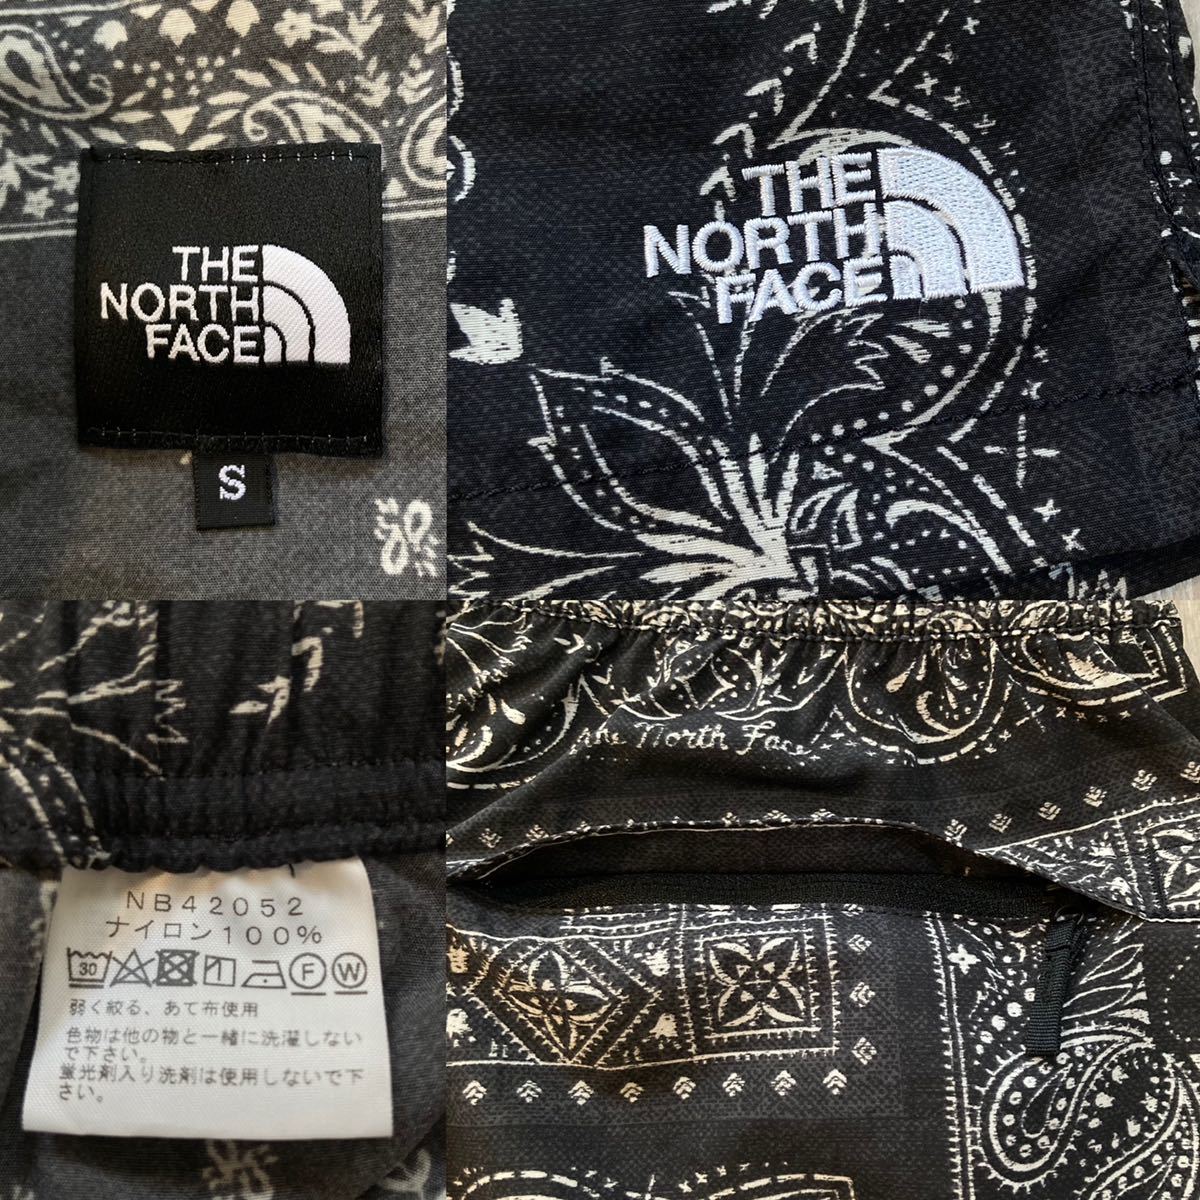 THE
NORTH
FACE
S
THE
NORTH
FACE
NB42052
ナイロン100%
30
F
W
弱く絞る、あて布使用
色物は他の物と一緒に洗濯しない
で下さい。
蛍光剤入り洗剤は使用しないで下
さい。
the North Face